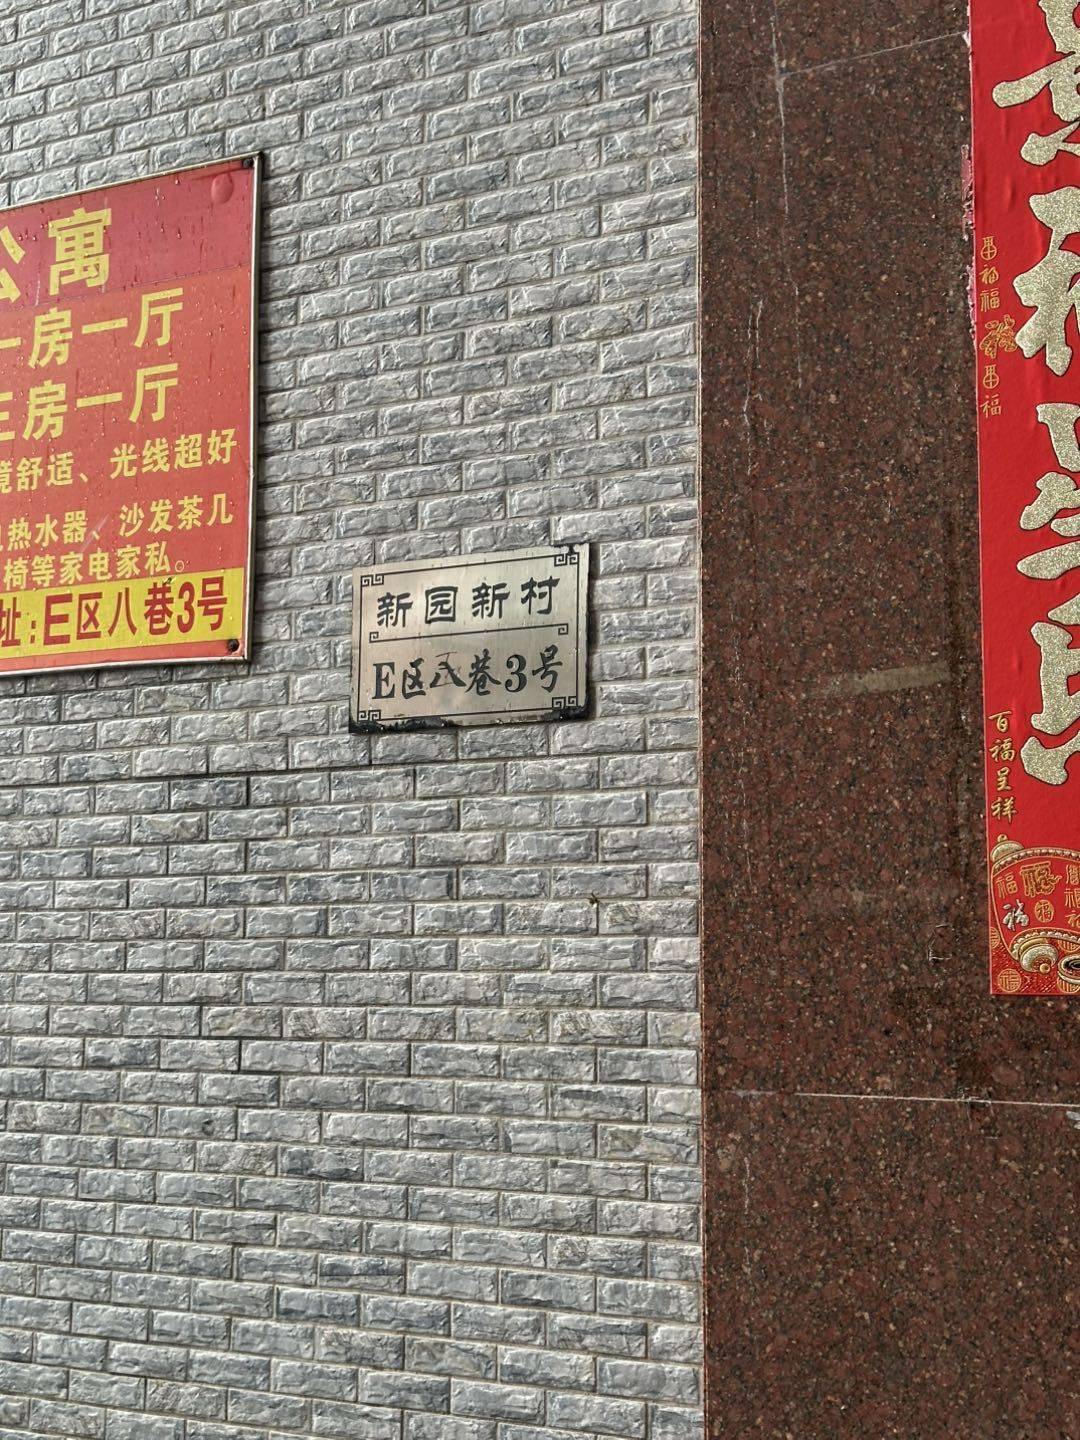 公寓
一房一厅
三房一厅
境舒适、光线超好
热水器、沙发茶几
椅等家电家私。
址:E区八巷3号
新园新村
E区八巷3号
百福呈祥
福